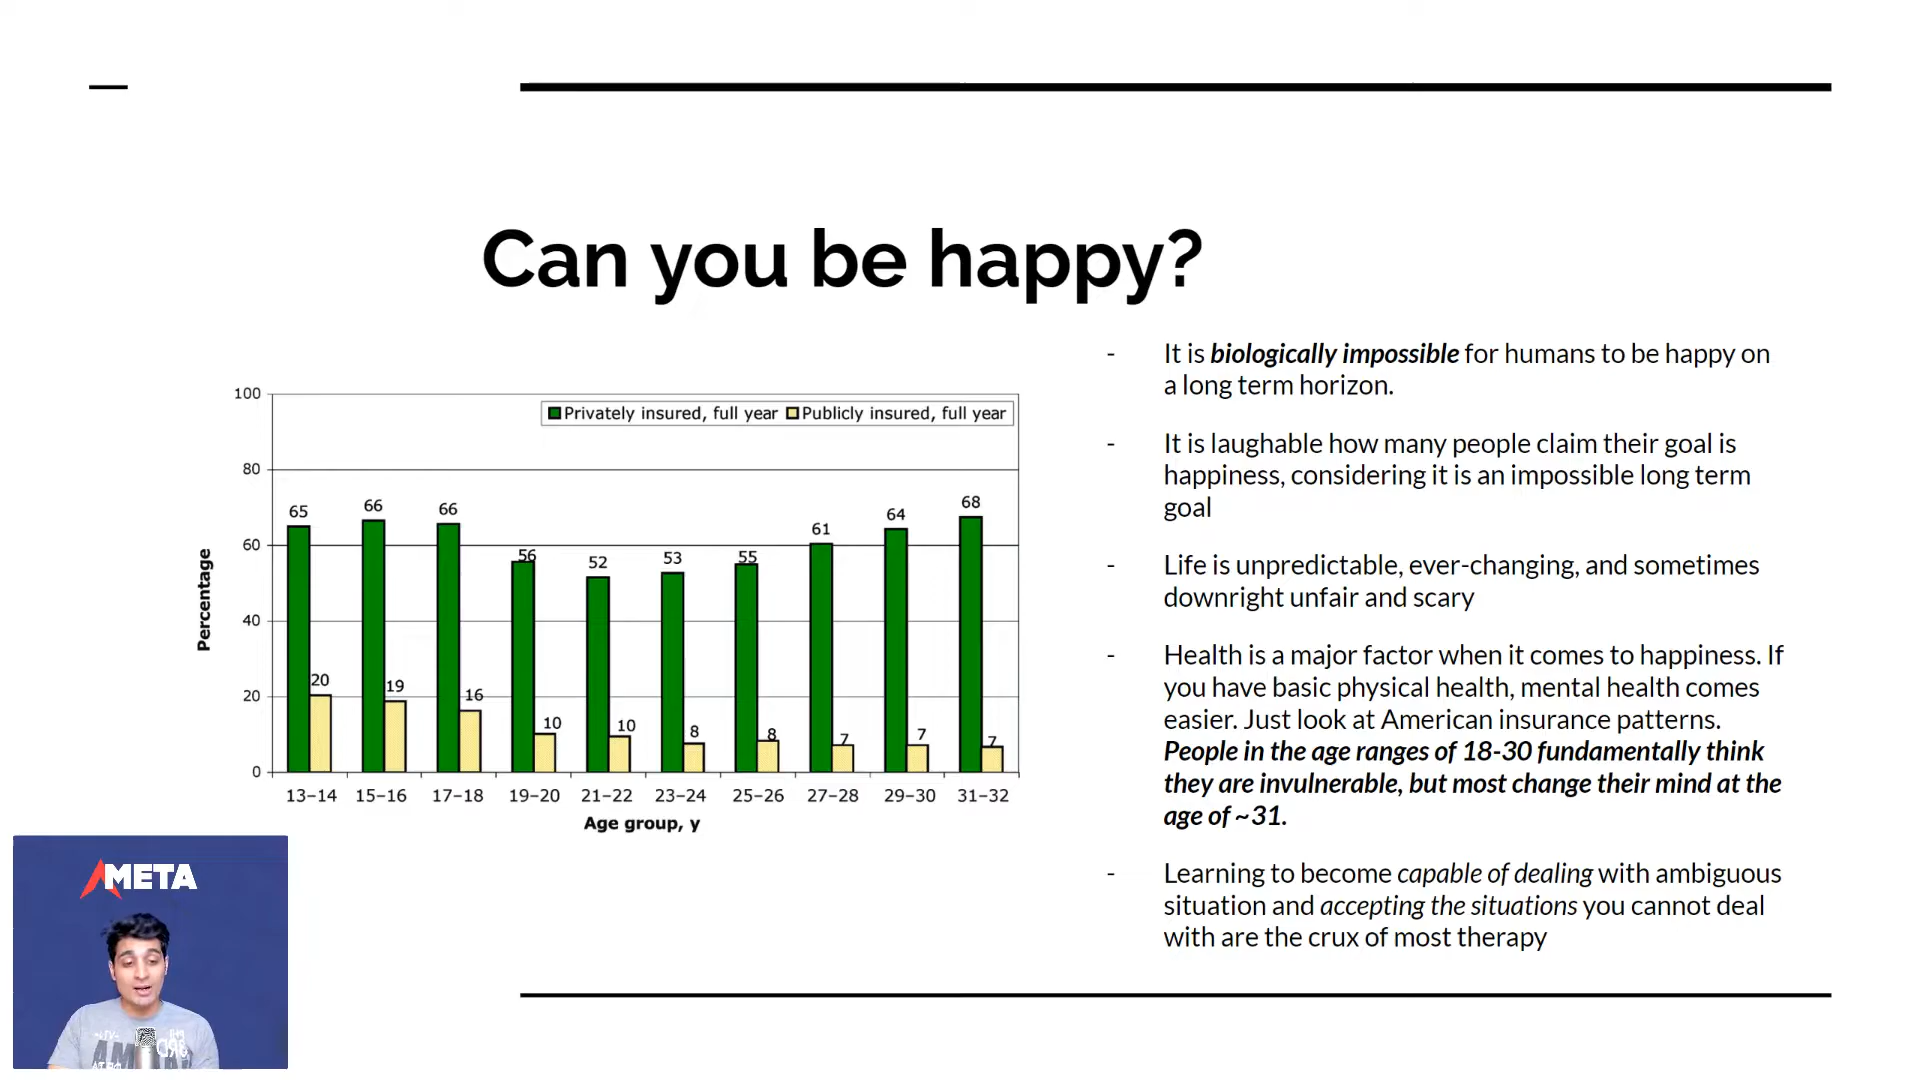 Can you be happy?
100
80
60
40
20
0
Percentage
Privately insured, full year
Publicly insured, full year
65
66
66
56
52
53
55
61
64
68
20
19
16
10
10
8
8
7
7
7
13–14
15–16
17–18
19–20
21–22
23–24
25–26
27–28
29–30
31–32
Age group, y
- It is biologically impossible for humans to be happy on
a long term horizon.
- It is laughable how many people claim their goal is
happiness, considering it is an impossible long term
goal
- Life is unpredictable, ever-changing, and sometimes
downright unfair and scary
- Health is a major factor when it comes to happiness. If
you have basic physical health, mental health comes
easier. Just look at American insurance patterns.
People in the age ranges of 18-30 fundamentally think
they are invulnerable, but most change their mind at the
age of ~31.
- Learning to become capable of dealing with ambiguous
situation and accepting the situations you cannot deal
with are the crux of most therapy
META